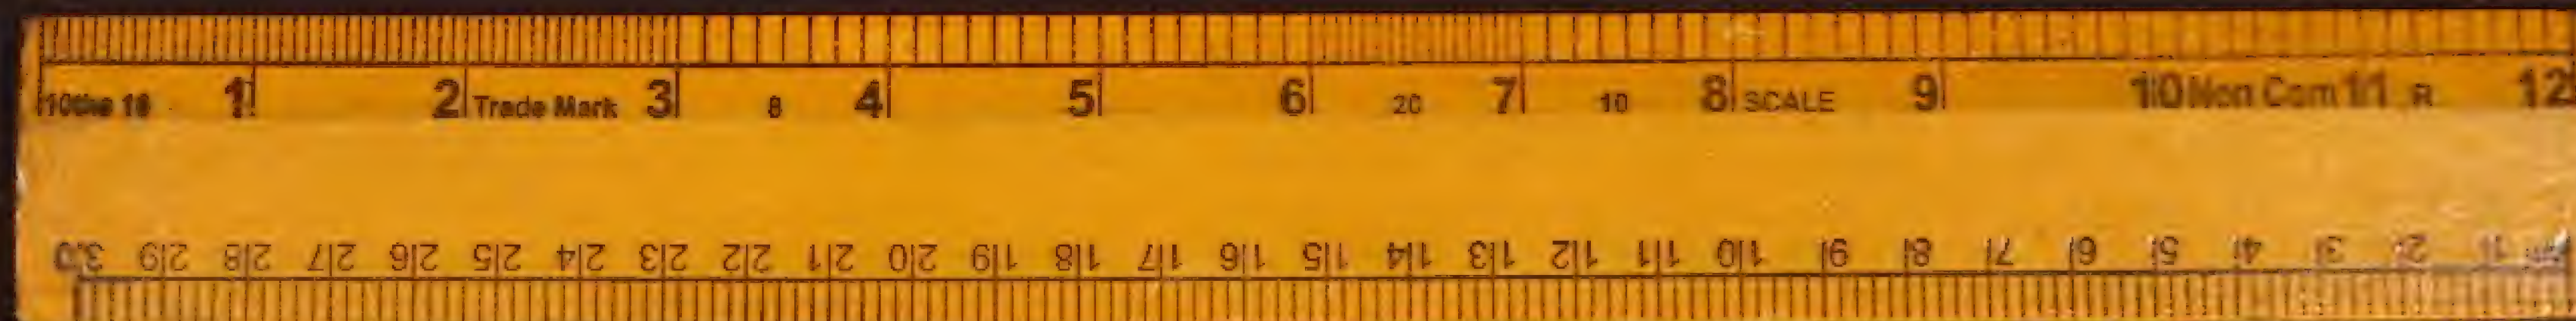 10ths 16 1 2 Trade Mark 3 8 4 5 6 20 7 10 8 SCALE 9 10 Non Com 11 R 12
3.0 29 28 27 26 25 24 23 22 21 20 19 18 17 16 15 14 13 12 11 10 9 8 7 6 5 4 3 2 1